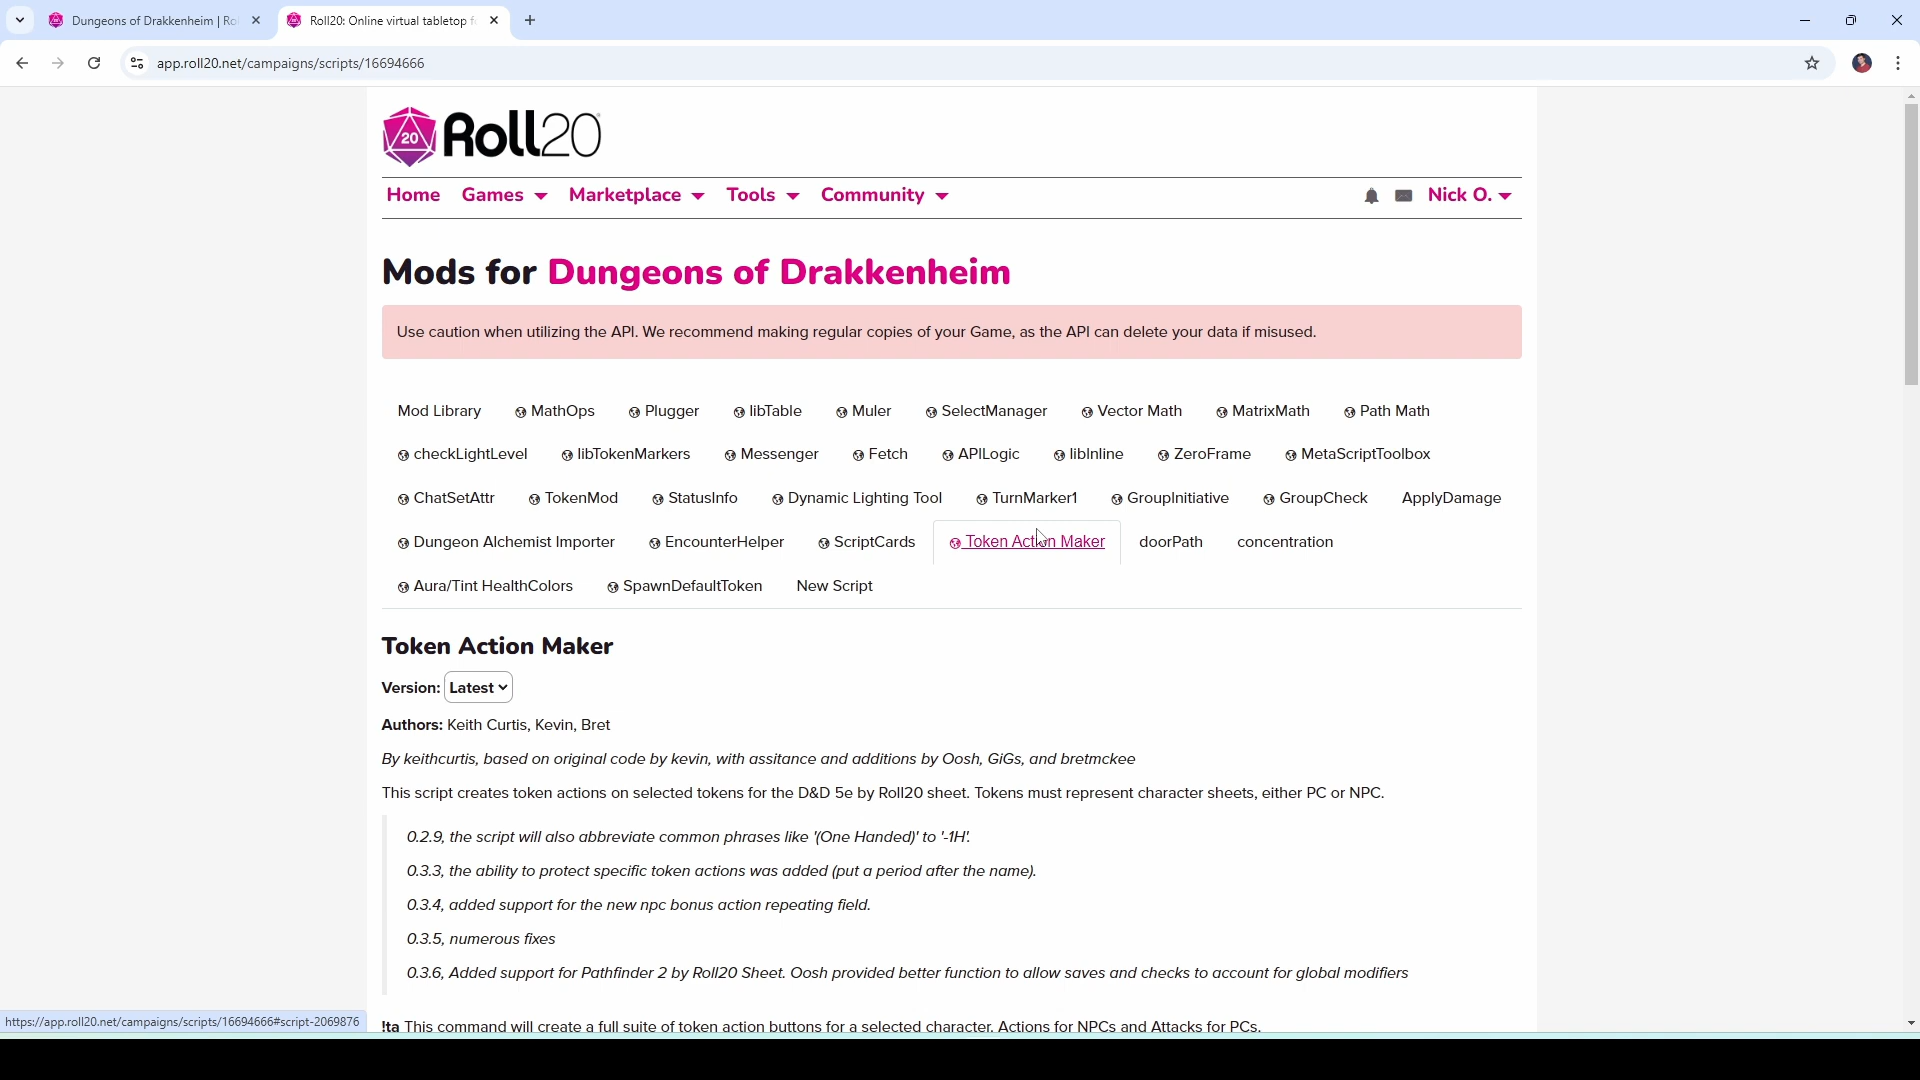 Dungeons of Drakkenheim | Ro
Roll20: Online virtual tabletop f
app.roll20.net/campaigns/scripts/16694666
20 Roll20
Home Games Marketplace Tools Community Nick O.
Mods for Dungeons of Drakkenheim
Use caution when utilizing the API. We recommend making regular copies of your Game, as the API can delete your data if misused.
Mod Library MathOps Plugger libTable Muler SelectManager Vector Math MatrixMath Path Math
checkLightLevel libTokenMarkers Messenger Fetch APILogic libInline ZeroFrame MetaScriptToolbox
ChatSetAttr TokenMod StatusInfo Dynamic Lighting Tool TurnMarker1 GroupInitiative GroupCheck ApplyDamage
Dungeon Alchemist Importer EncounterHelper ScriptCards Token Action Maker doorPath concentration
Aura/Tint HealthColors SpawnDefaultToken New Script
Token Action Maker
Version: Latest
Authors: Keith Curtis, Kevin, Bret
By keithcurtis, based on original code by kevin, with assitance and additions by Oosh, GiGs, and bretmckee
This script creates token actions on selected tokens for the D&D 5e by Roll20 sheet. Tokens must represent character sheets, either PC or NPC.
0.2.9, the script will also abbreviate common phrases like '(One Handed)' to '-1H'.
0.3.3, the ability to protect specific token actions was added (put a period after the name).
0.3.4, added support for the new npc bonus action repeating field.
0.3.5, numerous fixes
0.3.6, Added support for Pathfinder 2 by Roll20 Sheet. Oosh provided better function to allow saves and checks to account for global modifiers
!ta This command will create a full suite of token action buttons for a selected character. Actions for NPCs and Attacks for PCs.
https://app.roll20.net/campaigns/scripts/16694666#script-2069876